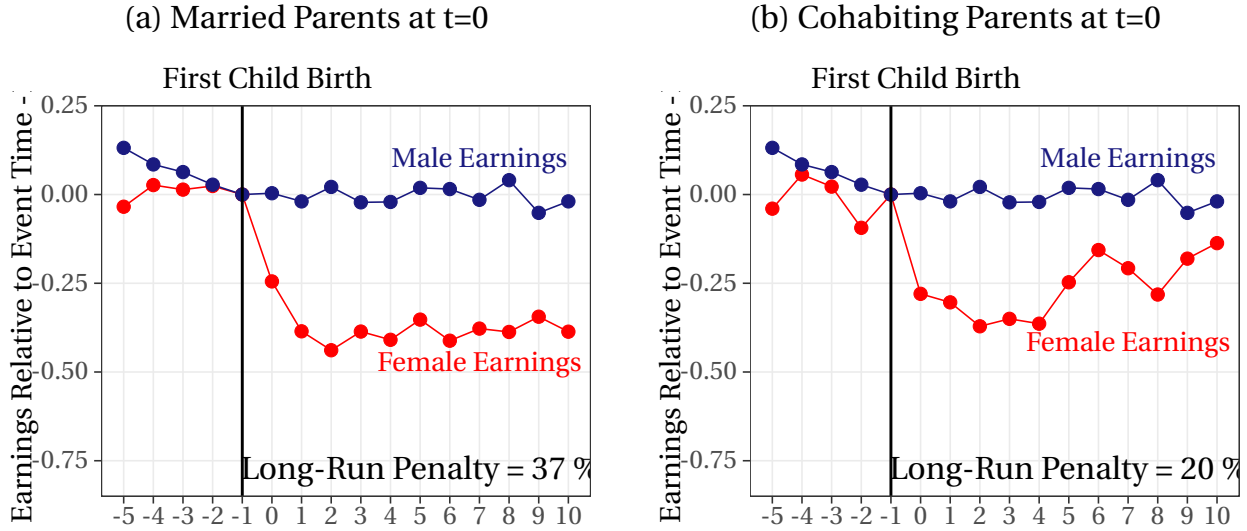 (a) Married Parents at t=0
First Child Birth
Earnings Relative to Event Time -
0.25
0.00
-0.25
-0.50
-0.75
Male Earnings
Female Earnings
Long-Run Penalty = 37 %
-5 -4 -3 -2 -1 0 1 2 3 4 5 6 7 8 9 10
(b) Cohabiting Parents at t=0
First Child Birth
Earnings Relative to Event Time -
0.25
0.00
-0.25
-0.50
-0.75
Male Earnings
Female Earnings
Long-Run Penalty = 20 %
-5 -4 -3 -2 -1 0 1 2 3 4 5 6 7 8 9 10